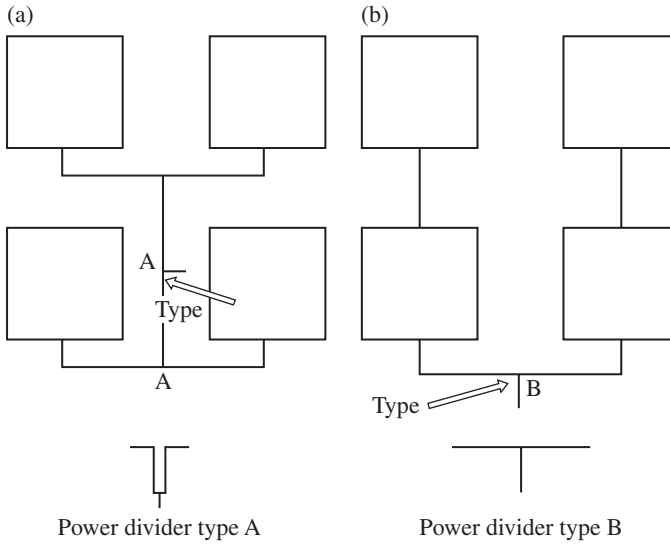 (a)
(b)
A
Type
A
B
Type
Power divider type A
Power divider type B